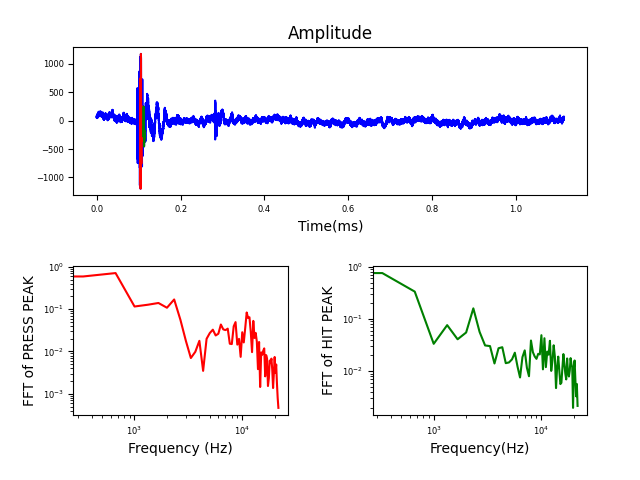 Amplitude
1000
500
0
−500
−1000
0.0 0.2 0.4 0.6 0.8 1.0
Time(ms)
FFT of PRESS PEAK
10⁰
10⁻¹
10⁻²
10⁻³
10³ 10⁴
Frequency (Hz)
FFT of HIT PEAK
10⁰
10⁻¹
10⁻²
10³ 10⁴
Frequency(Hz)